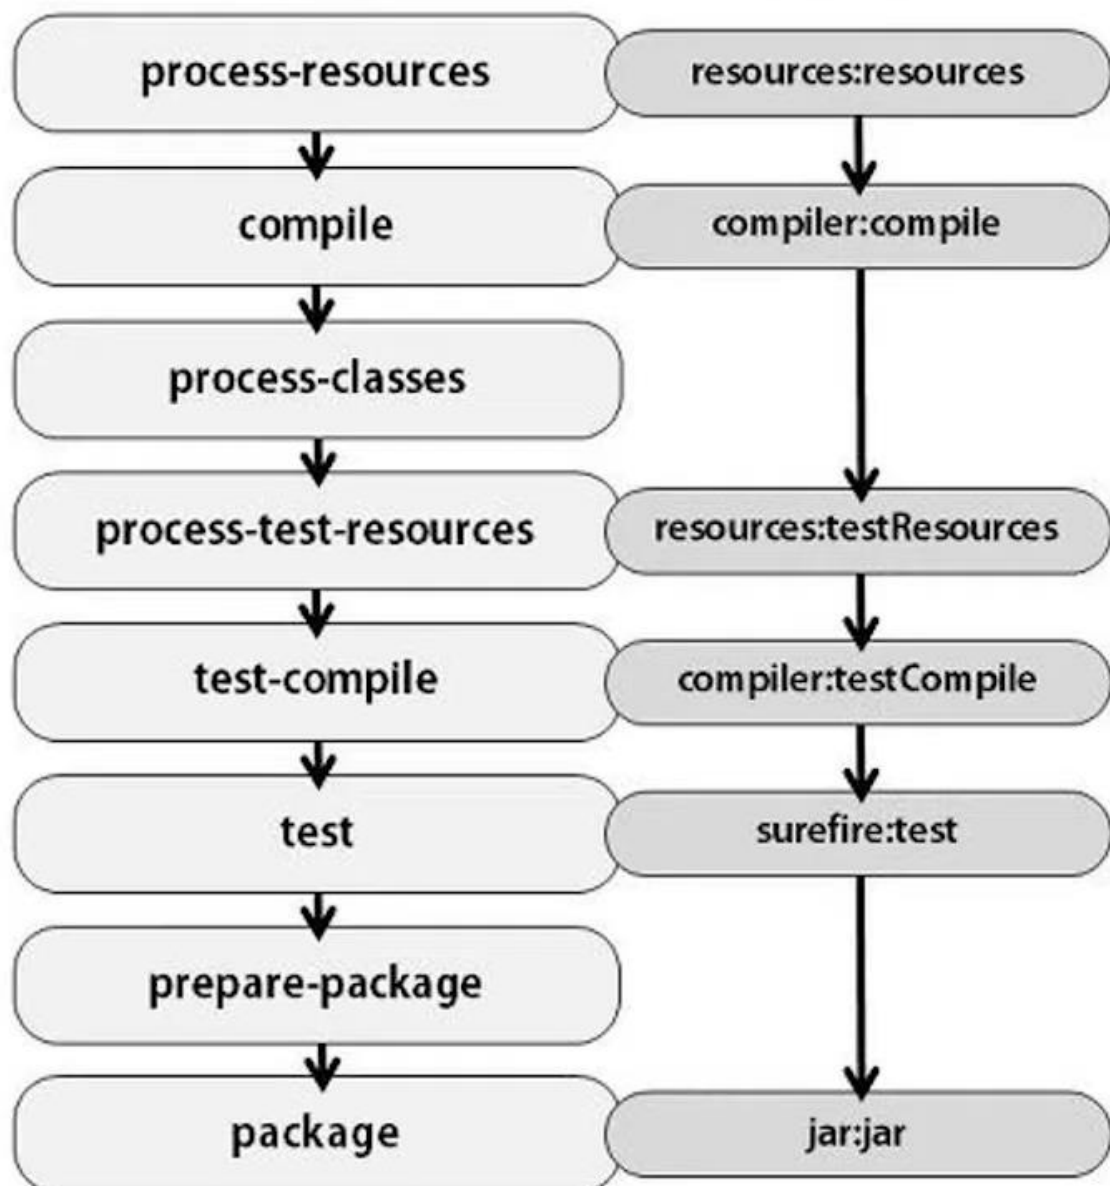 process-resources
resources:resources
compile
compiler:compile
process-classes
process-test-resources
resources:testResources
test-compile
compiler:testCompile
test
surefire:test
prepare-package
package
jar:jar